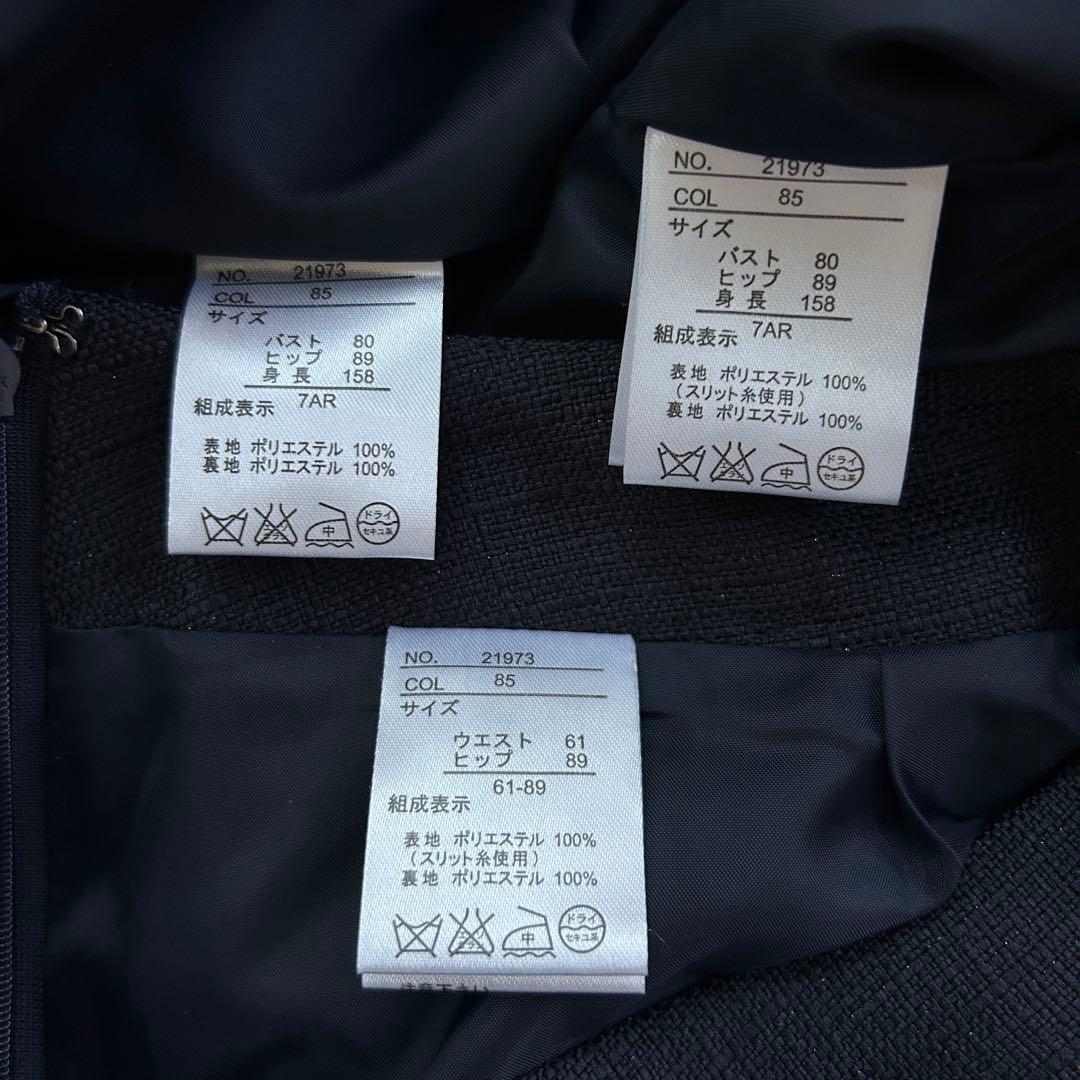 NO. 21973
COL 85
サイズ
バスト 80
ヒップ 89
身長 158
7AR
組成表示
表地 ポリエステル 100%
裏地 ポリエステル 100%
中
ドライ
セキユ系
NO. 21973
COL 85
サイズ
バスト 80
ヒップ 89
身長 158
7AR
組成表示
表地 ポリエステル 100%
(スリット糸使用)
裏地 ポリエステル 100%
中
ドライ
セキユ系
NO. 21973
COL 85
サイズ
ウエスト 61
ヒップ 89
61-89
組成表示
表地 ポリエステル 100%
(スリット糸使用)
裏地 ポリエステル 100%
中
ドライ
セキユ系
注意下さい